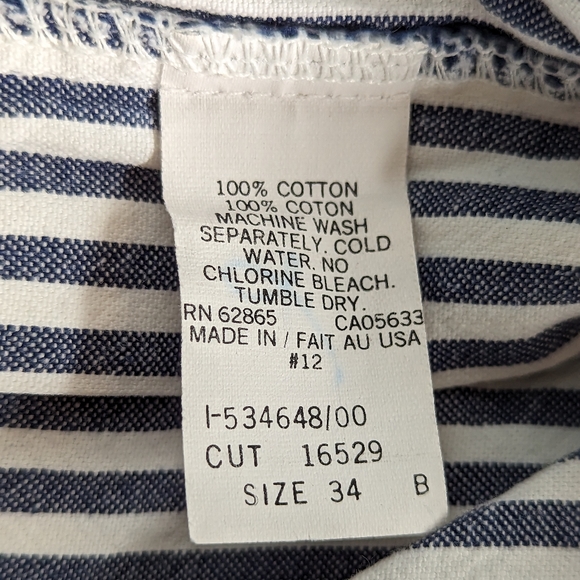 100% COTTON
100% COTON
MACHINE WASH
SEPARATELY. COLD
WATER. NO
CHLORINE BLEACH.
TUMBLE DRY.
RN 62865 CA05633
MADE IN / FAIT AU USA
#12
I-534648/00
CUT 16529
SIZE 34 B